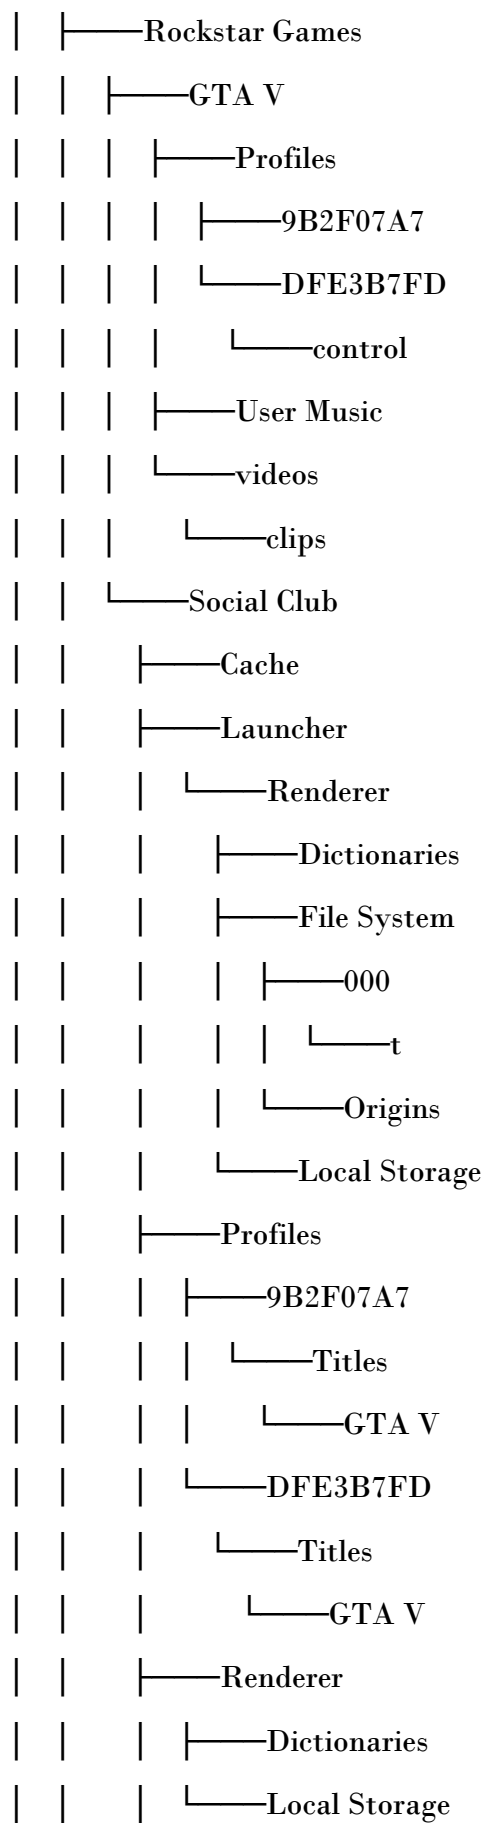 Rockstar Games
GTA V
Profiles
9B2F07A7
DFE3B7FD
control
User Music
videos
clips
Social Club
Cache
Launcher
Renderer
Dictionaries
File System
000
t
Origins
Local Storage
Profiles
9B2F07A7
Titles
GTA V
DFE3B7FD
Titles
GTA V
Renderer
Dictionaries
Local Storage